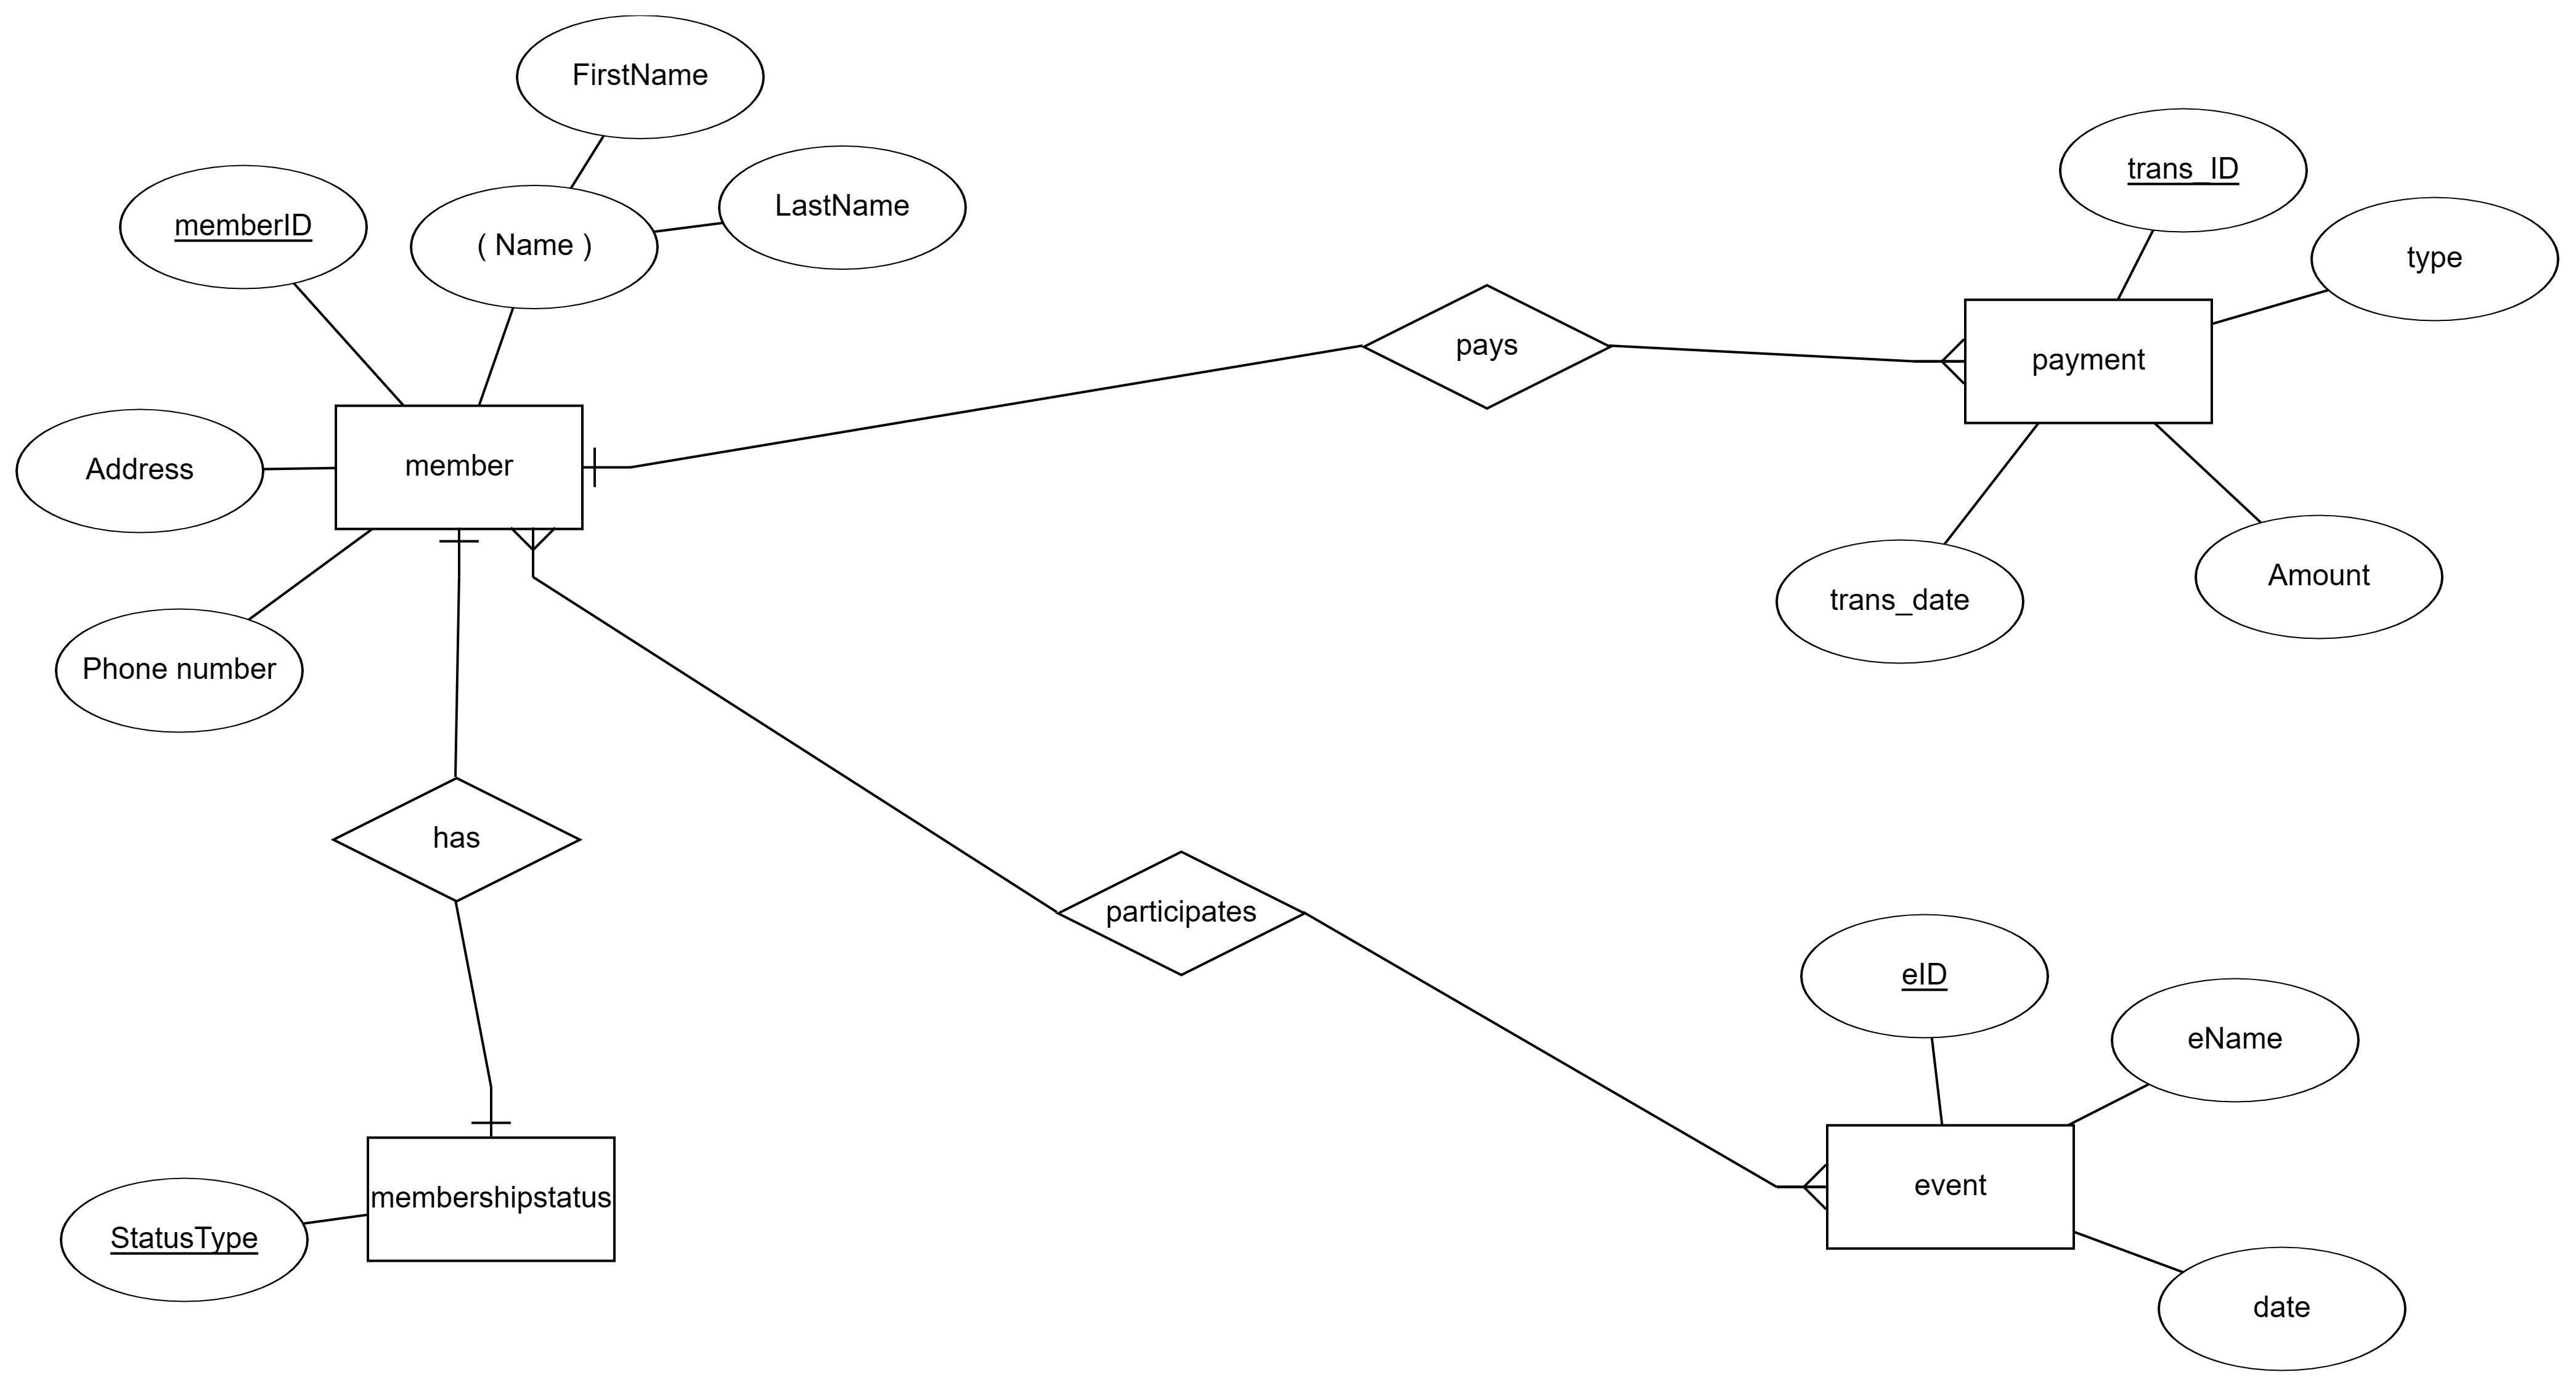 FirstName
LastName
memberID
( Name )
trans_ID
type
pays
payment
Address
member
trans_date
Amount
Phone number
has
participates
eID
eName
event
membershipstatus
StatusType
date